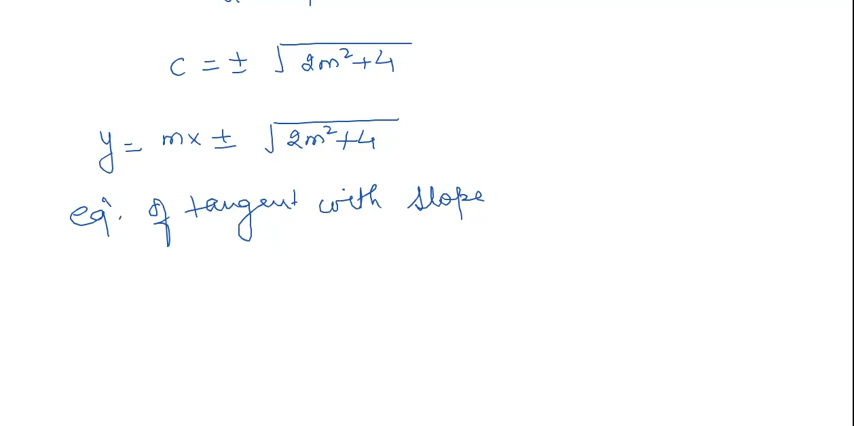 c = ± √2m²+4
y = mx ± √2m²+4
eqⁿ. of tangent with slope